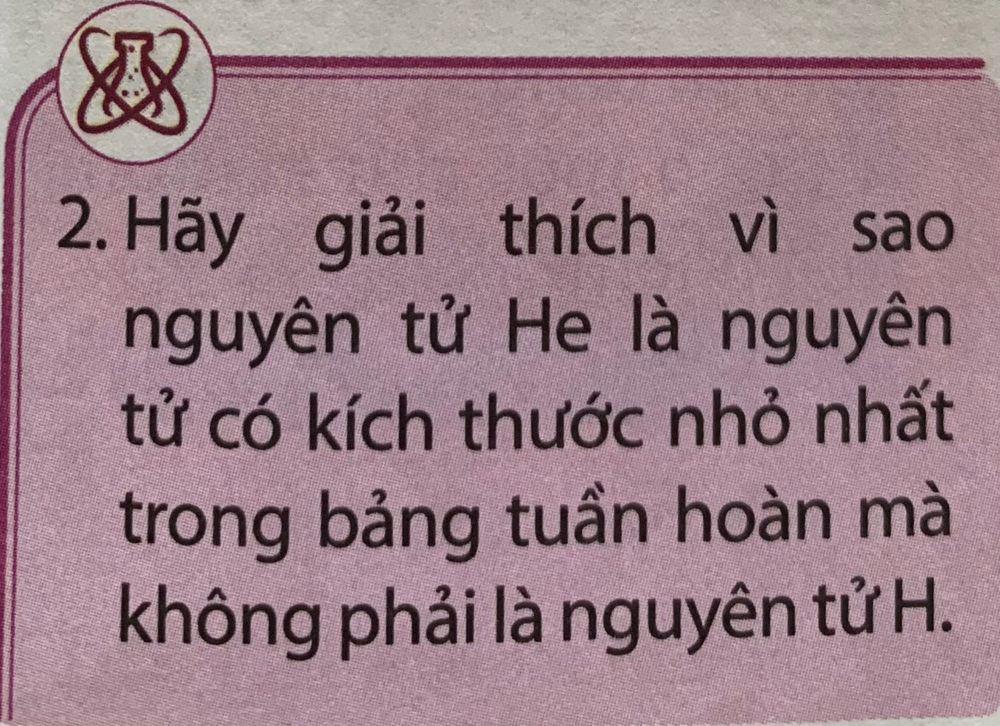 2. Hãy giải thích vì sao
nguyên tử He là nguyên
tử có kích thước nhỏ nhất
trong bảng tuần hoàn mà
không phải là nguyên tử H.